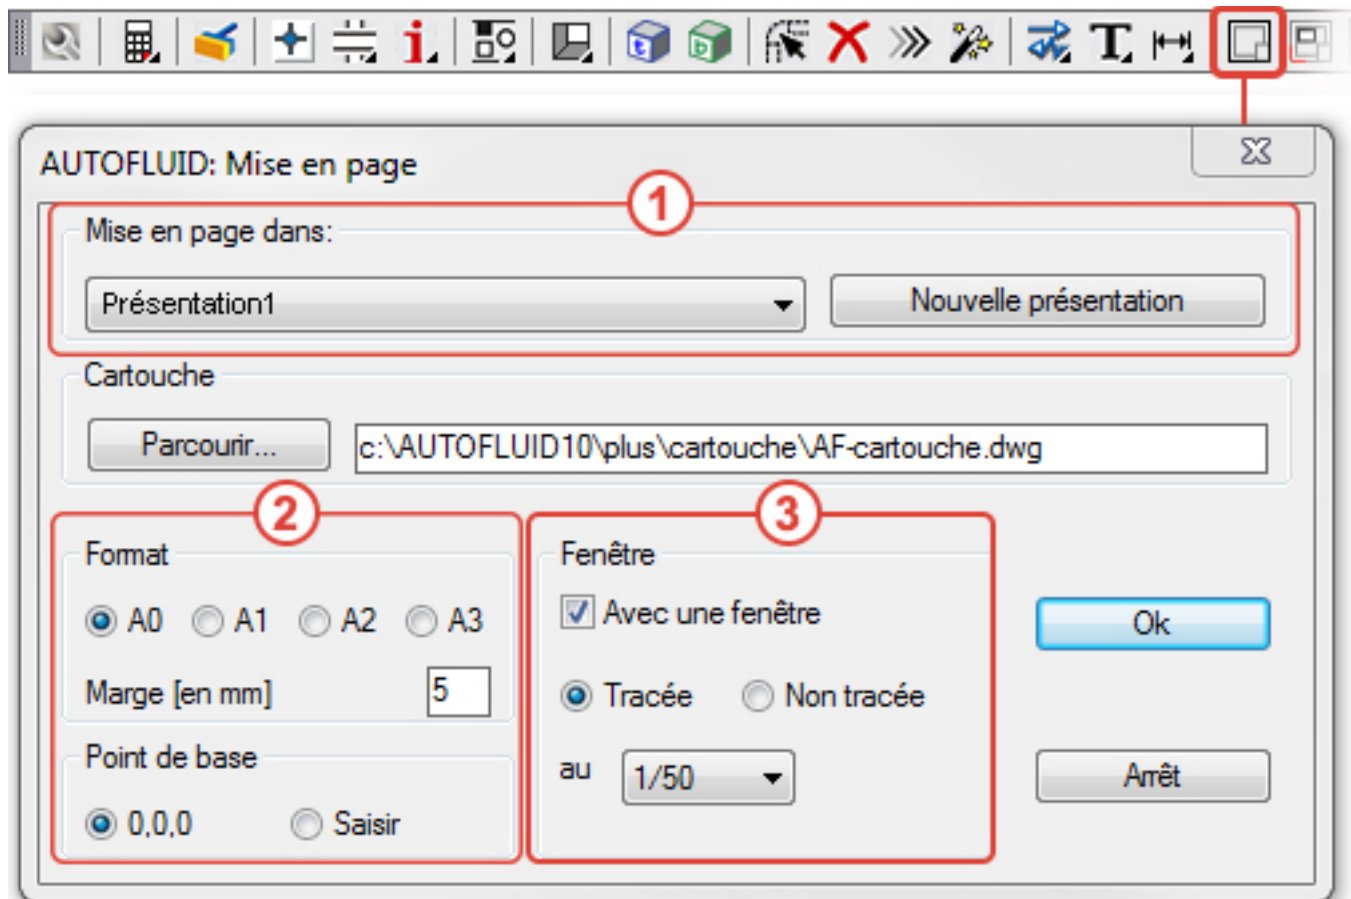 i
t
b
T
AUTOFLUID: Mise en page
1
Mise en page dans:
Présentation1
Nouvelle présentation
Cartouche
Parcourir...
c:\AUTOFLUID10\plus\cartouche\AF-cartouche.dwg
2
3
Format
Fenêtre
A0 A1 A2 A3
Avec une fenêtre
Ok
Marge [en mm] 5
Tracée Non tracée
Point de base
au 1/50
Arrêt
0,0,0 Saisir